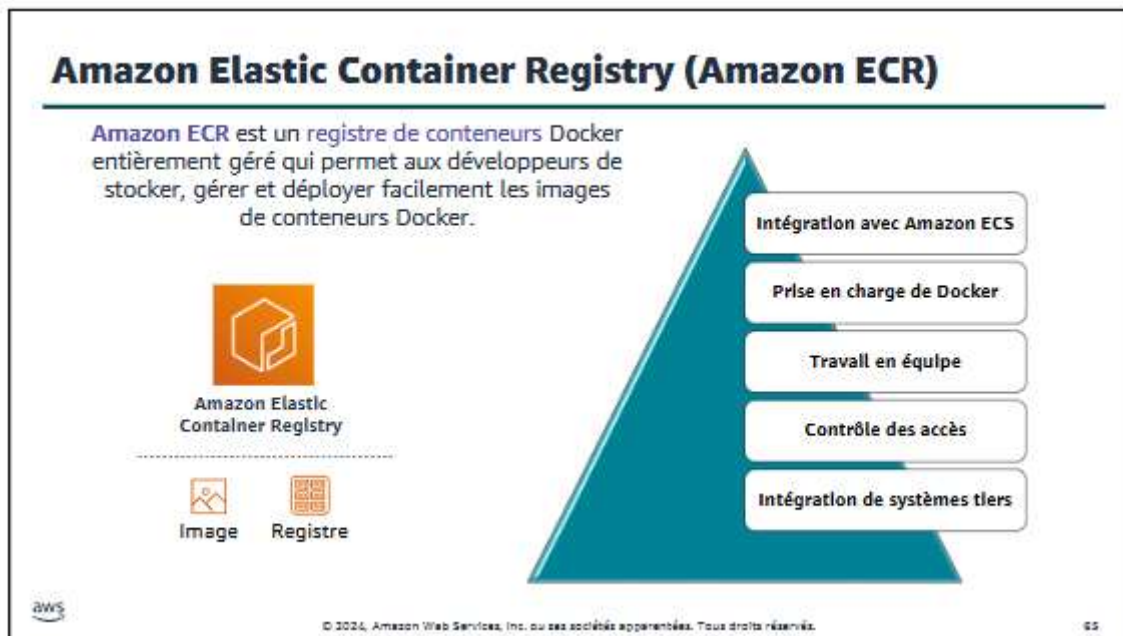 Amazon Elastic Container Registry (Amazon ECR)
Amazon ECR est un registre de conteneurs Docker
entièrement géré qui permet aux développeurs de
stocker, gérer et déployer facilement les images
de conteneurs Docker.
Amazon Elastic
Container Registry
Image
Registre
Intégration avec Amazon ECS
Prise en charge de Docker
Travail en équipe
Contrôle des accès
Intégration de systèmes tiers
aws
© 2024, Amazon Web Services, Inc. ou ses sociétés apparentées. Tous droits réservés.
65